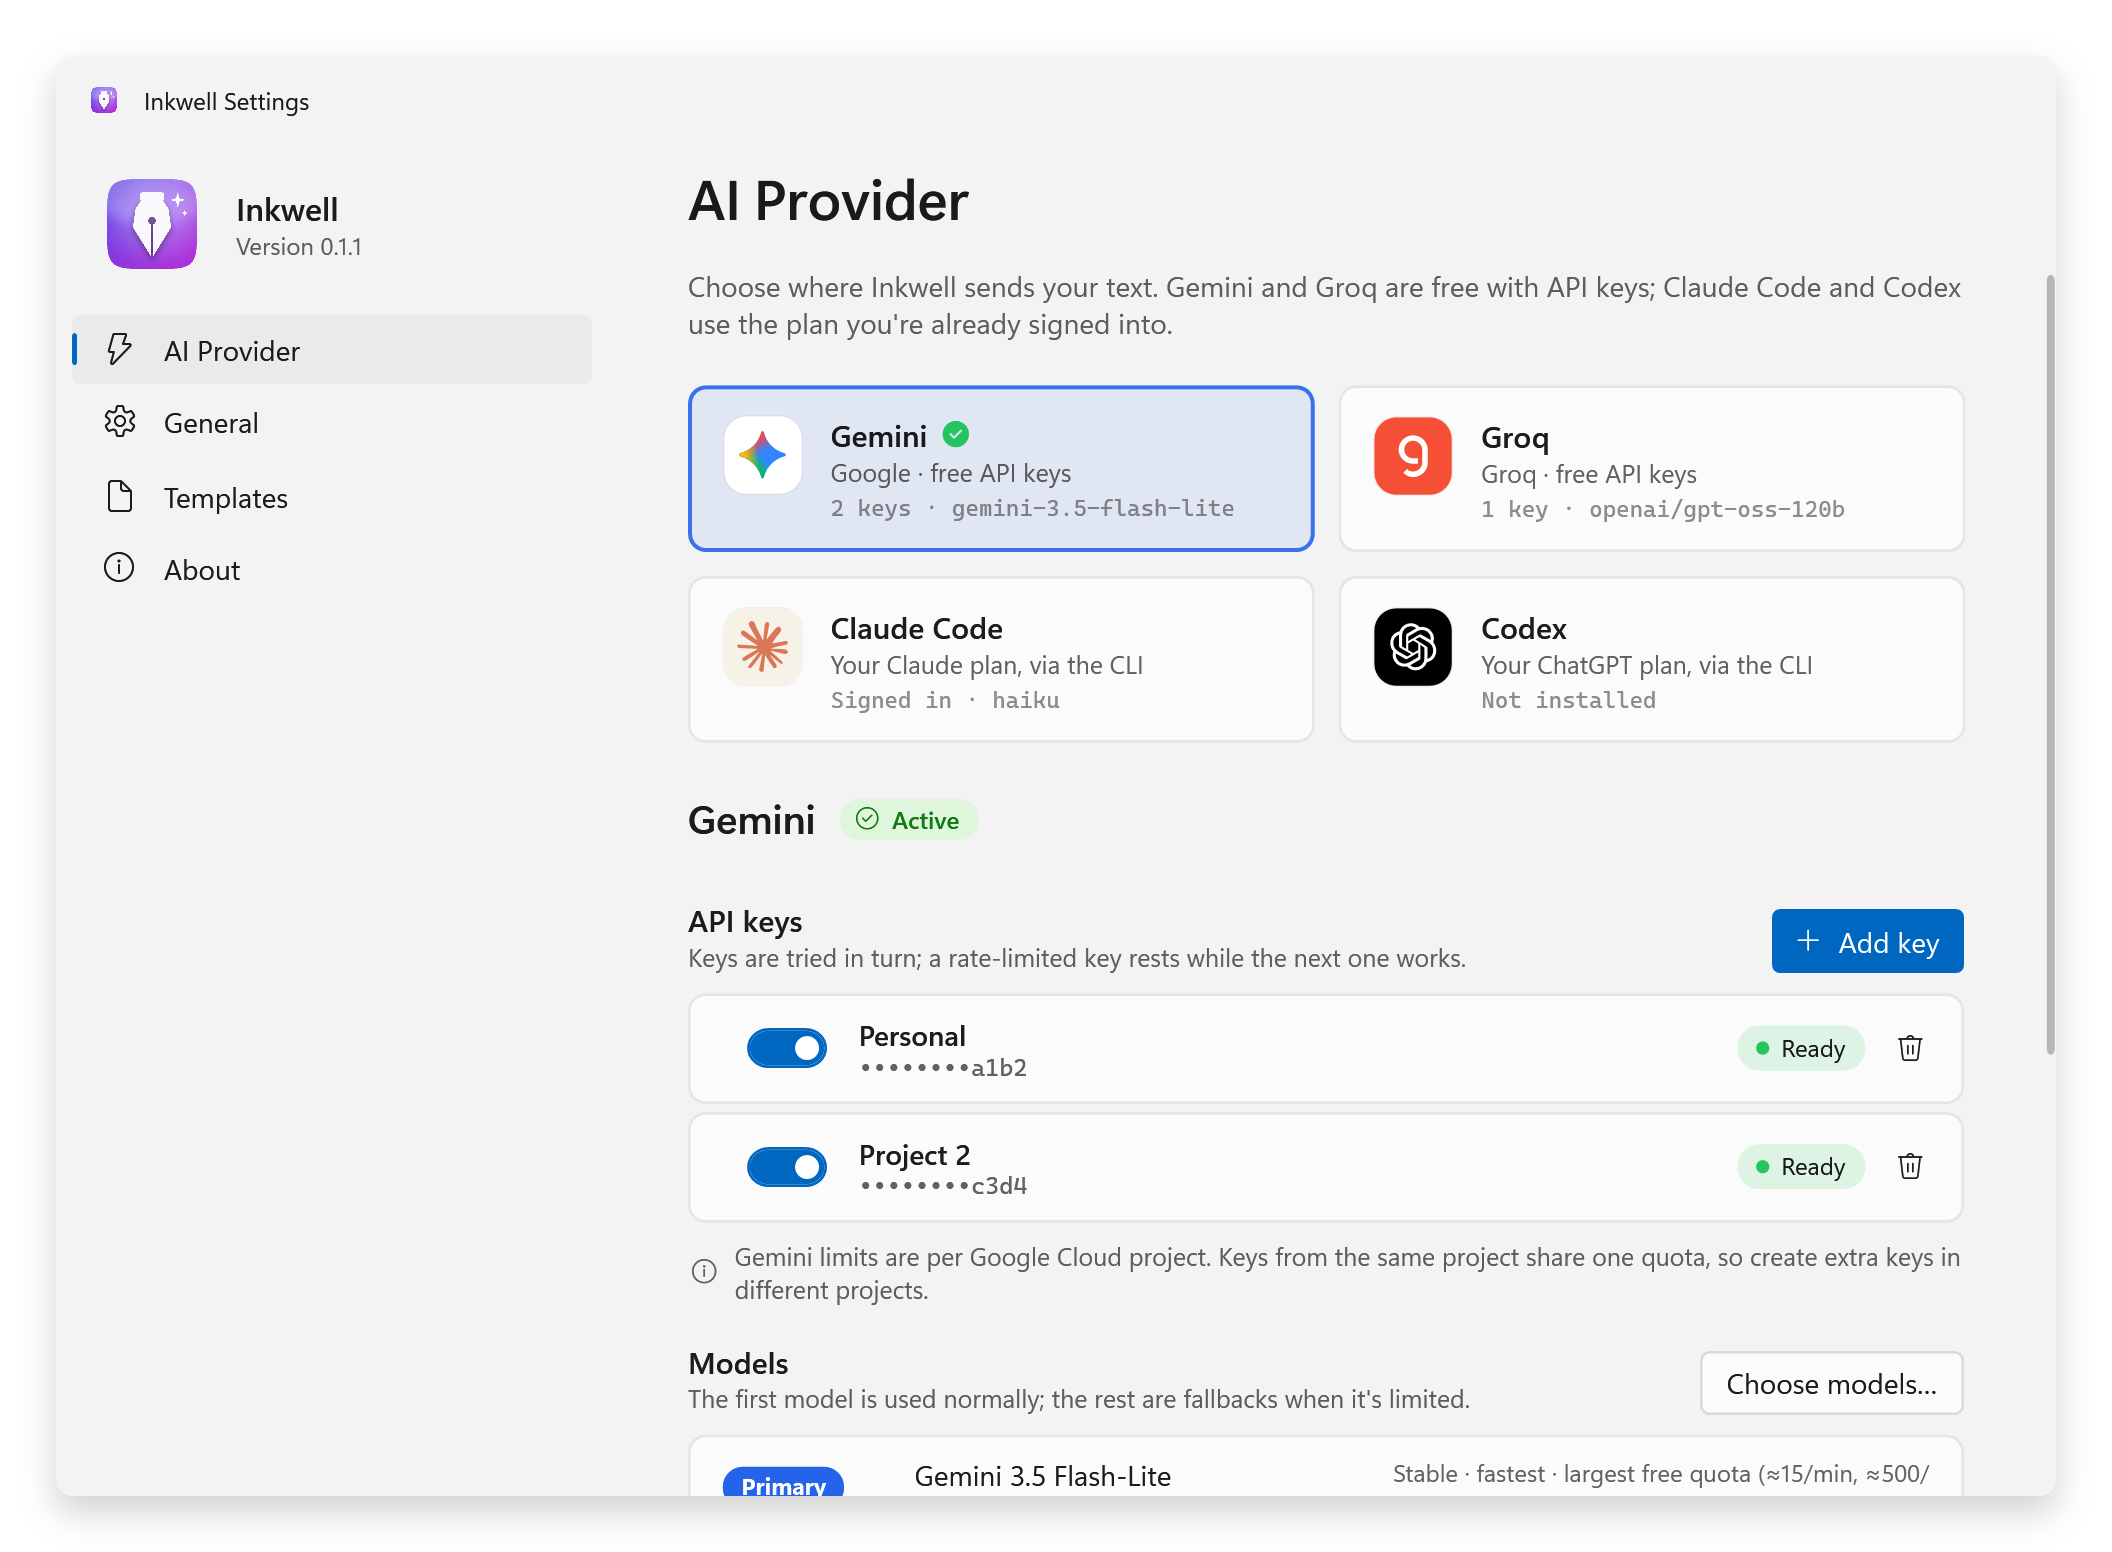 Inkwell Settings
Inkwell
Version 0.1.1
AI Provider
General
Templates
About
AI Provider
Choose where Inkwell sends your text. Gemini and Groq are free with API keys; Claude Code and Codex
use the plan you're already signed into.
Gemini
Google · free API keys
2 keys · gemini-3.5-flash-lite
Groq
Groq · free API keys
1 key · openai/gpt-oss-120b
Claude Code
Your Claude plan, via the CLI
Signed in · haiku
Codex
Your ChatGPT plan, via the CLI
Not installed
Gemini
Active
API keys
Keys are tried in turn; a rate-limited key rests while the next one works.
Add key
Personal
••••••••a1b2
Ready
Project 2
••••••••c3d4
Ready
Gemini limits are per Google Cloud project. Keys from the same project share one quota, so create extra keys in
different projects.
Models
The first model is used normally; the rest are fallbacks when it's limited.
Choose models...
Primary
Gemini 3.5 Flash-Lite
Stable · fastest · largest free quota (≈15/min, ≈500/